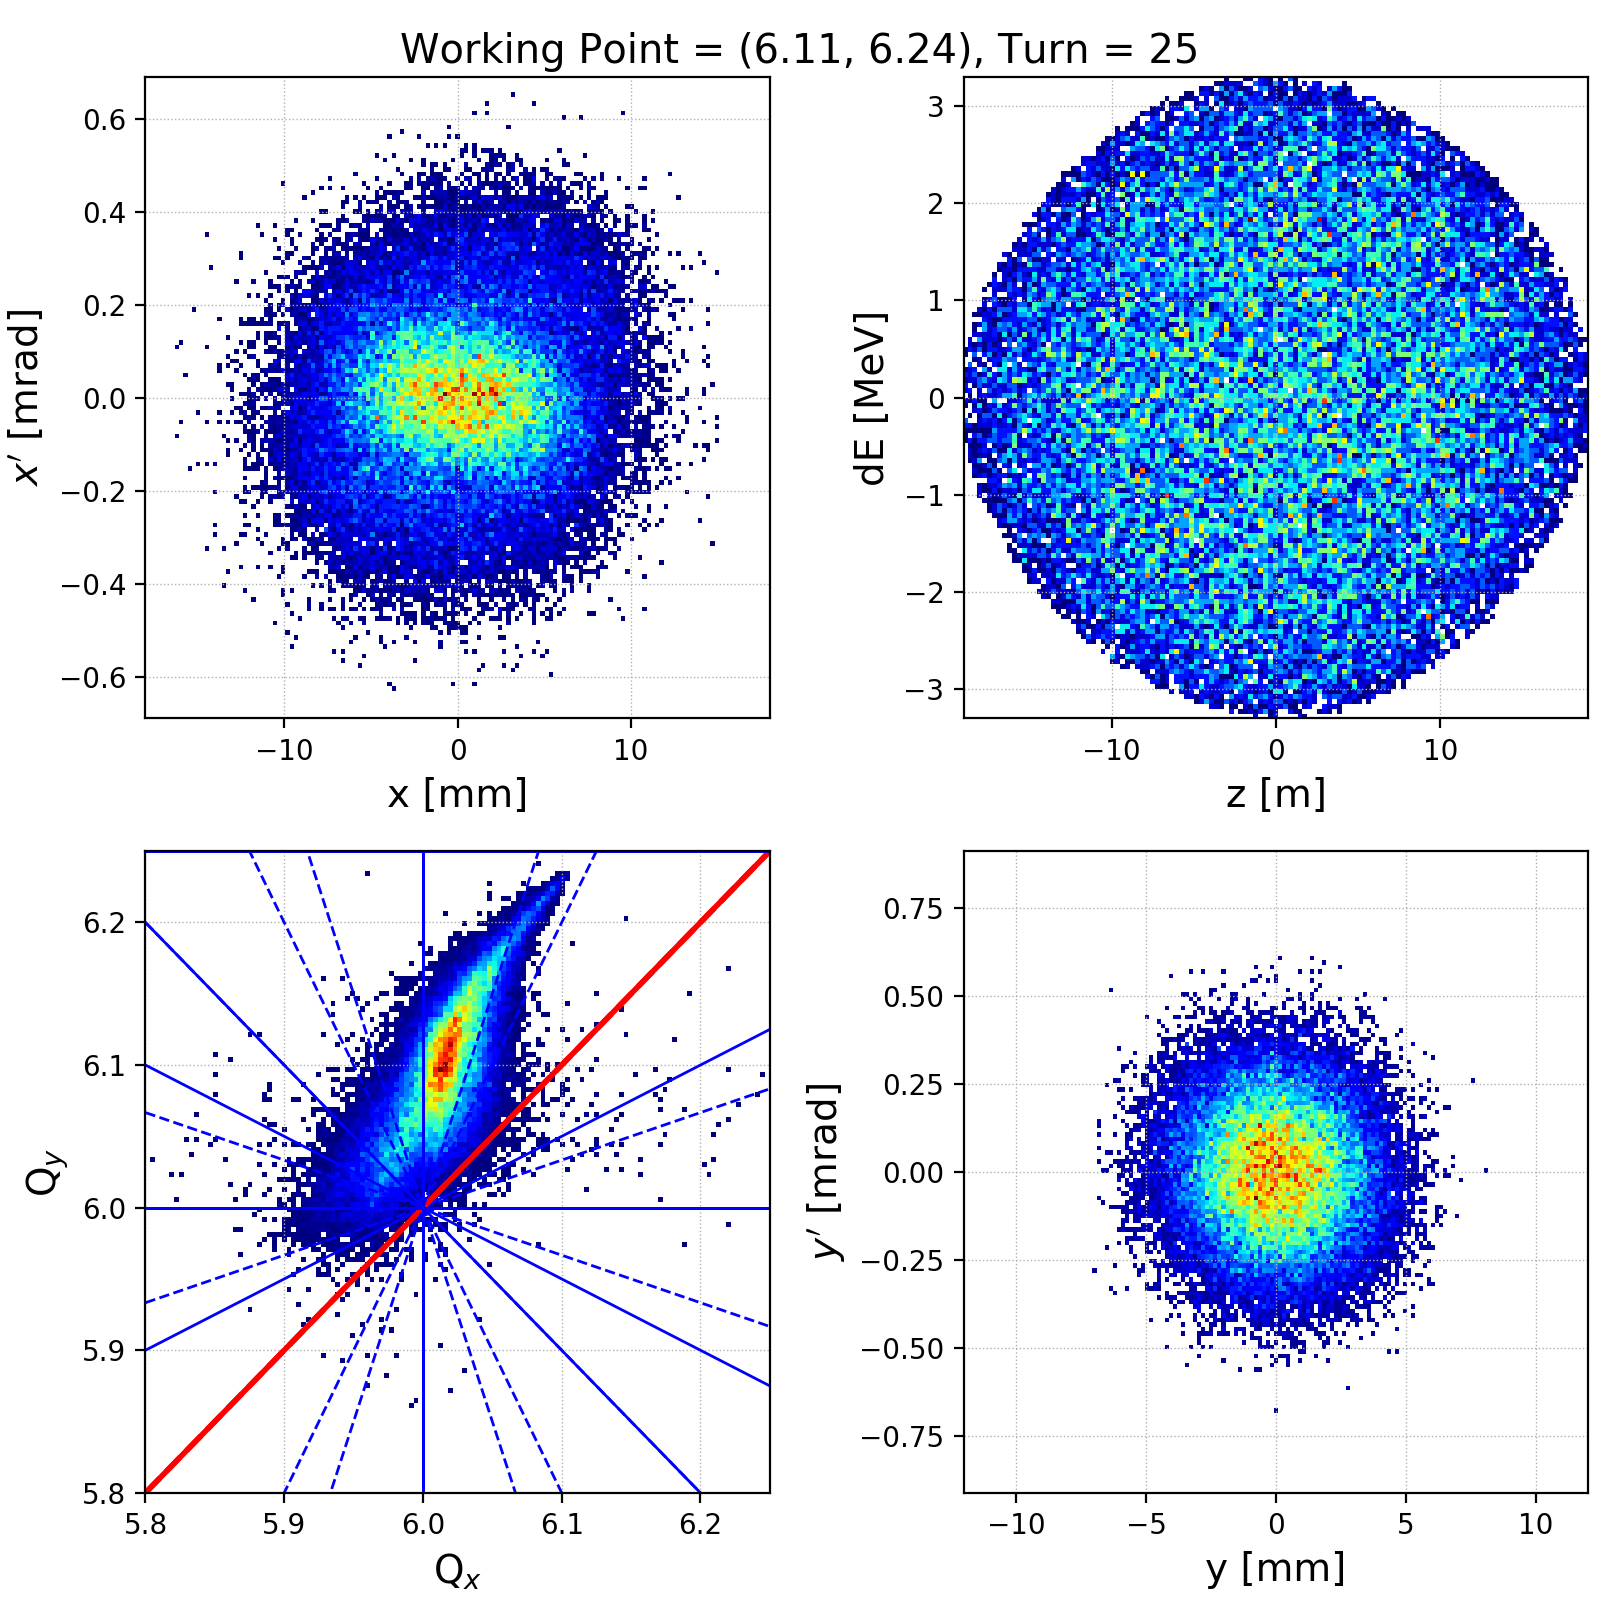 Working Point = (6.11, 6.24), Turn = 25
0.6
0.4
0.2
0.0
−0.2
−0.4
−0.6
x′ [mrad]
−10 0 10
x [mm]
3
2
1
0
−1
−2
−3
dE [MeV]
−10 0 10
z [m]
6.2
6.1
6.0
5.9
5.8
Qy
5.8 5.9 6.0 6.1 6.2
Qx
0.75
0.50
0.25
0.00
−0.25
−0.50
−0.75
y′ [mrad]
−10 −5 0 5 10
y [mm]